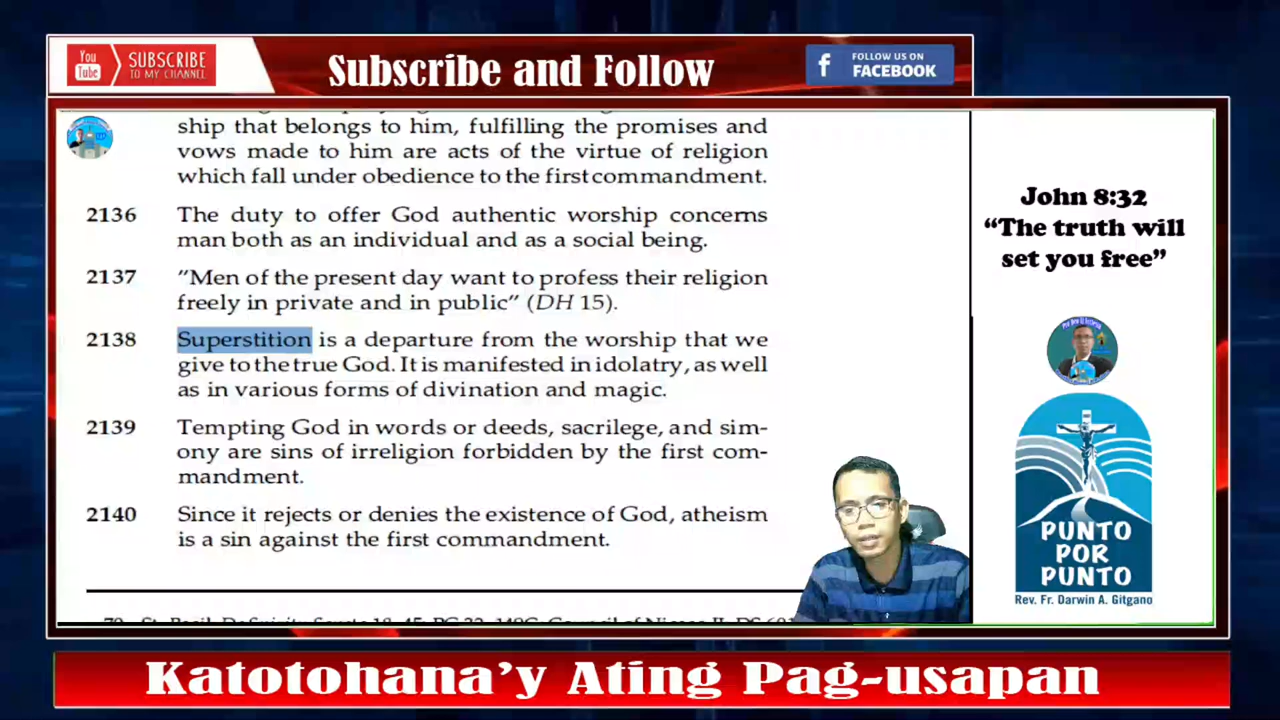 You
Tube
SUBSCRIBE
TO MY CHANNEL
Subscribe and Follow
f
FOLLOW US ON
FACEBOOK
ship that belongs to him, fulfilling the promises and
vows made to him are acts of the virtue of religion
which fall under obedience to the first commandment.
2136 The duty to offer God authentic worship concerns
man both as an individual and as a social being.
2137 "Men of the present day want to profess their religion
freely in private and in public" (DH 15).
2138 Superstition is a departure from the worship that we
give to the true God. It is manifested in idolatry, as well
as in various forms of divination and magic.
2139 Tempting God in words or deeds, sacrilege, and sim-
ony are sins of irreligion forbidden by the first com-
mandment.
2140 Since it rejects or denies the existence of God, atheism
is a sin against the first commandment.
John 8:32
“The truth will
set you free”
PUNTO
POR
PUNTO
Rev. Fr. Darwin A. Gitgano
Katotohana’y Ating Pag-usapan